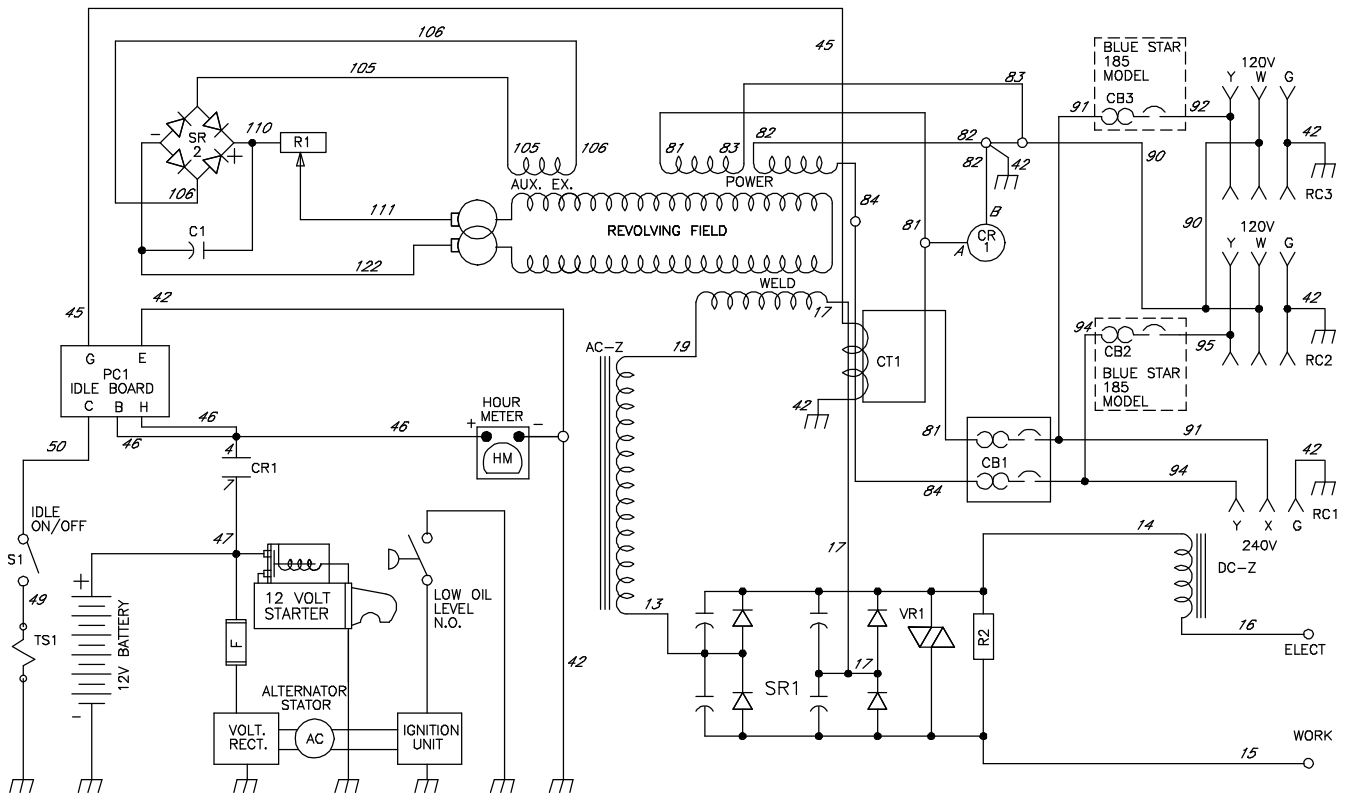 106
45
BLUE STAR
185
MODEL
120V
Y W G
105
83
CB3
91
92
-
SR
2
+
110
R1
105
106
81
83
82
82
82
42
90
42
106
AUX. EX.
POWER
RC3
111
84
B
C1
REVOLVING FIELD
81
CR
1
A
90
120V
Y W G
122
WELD
42
45
17
42
94
CB2
95
RC2
BLUE STAR
185
MODEL
G E
PC1
IDLE BOARD
C B H
AC-Z
19
CT1
42
HOUR
METER
+
-
HM
46
46
46
50
4
CR1
7
81
CB1
84
91
94
42
RC1
Y X G
240V
IDLE
ON/OFF
S1
47
14
17
DC-Z
49
TS1
+
12V BATTERY
-
12 VOLT
STARTER
LOW OIL
LEVEL
N.O.
F
13
VR1
R2
16
ELECT
42
17
SR1
ALTERNATOR
STATOR
VOLT.
RECT.
AC
IGNITION
UNIT
WORK
15